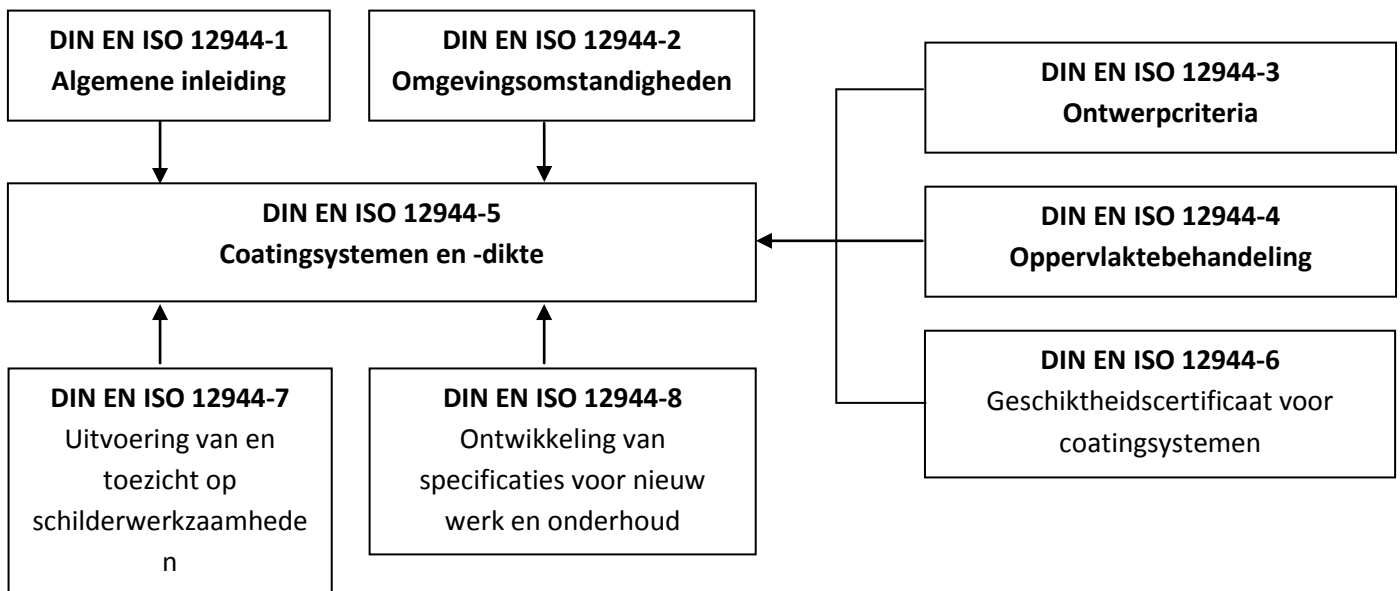 DIN EN ISO 12944-1
Algemene inleiding
DIN EN ISO 12944-2
Omgevingsomstandigheden
DIN EN ISO 12944-3
Ontwerpcriteria
DIN EN ISO 12944-5
Coatingsystemen en -dikte
DIN EN ISO 12944-4
Oppervlaktebehandeling
DIN EN ISO 12944-6
Geschiktheidscertificaat voor
coatingsystemen
DIN EN ISO 12944-7
Uitvoering van en
toezicht op
schilderwerkzaamhede
n
DIN EN ISO 12944-8
Ontwikkeling van
specificaties voor nieuw
werk en onderhoud